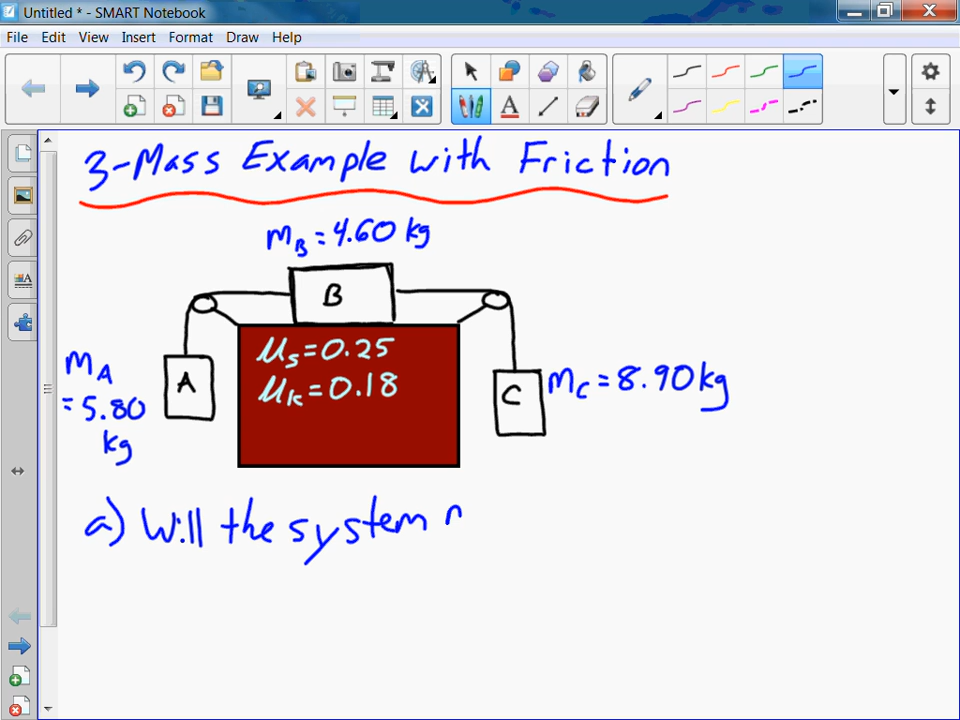 Untitled * - SMART Notebook
File Edit View Insert Format Draw Help
3-Mass Example with Friction
mB = 4.60 kg
B
μs = 0.25
μk = 0.18
mA
= 5.80
kg
A
C
mC = 8.90 kg
a) Will the system